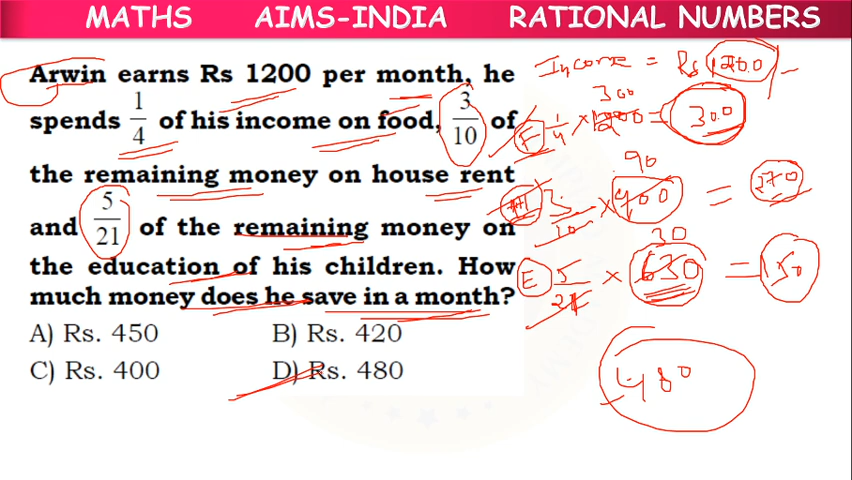 MATHS AIMS-INDIA RATIONAL NUMBERS
Arwin earns Rs 1200 per month, he
spends 1/4 of his income on food, 3/10 of
the remaining money on house rent
and 5/21 of the remaining money on
the education of his children. How
much money does he save in a month?
A) Rs. 450 B) Rs. 420
C) Rs. 400 D) Rs. 480
Income = Rs 1200
300
F 1/4 × 1200 = 300
90
3/10 × 900 = 270
30
E 5/21 × 630 = 150
480